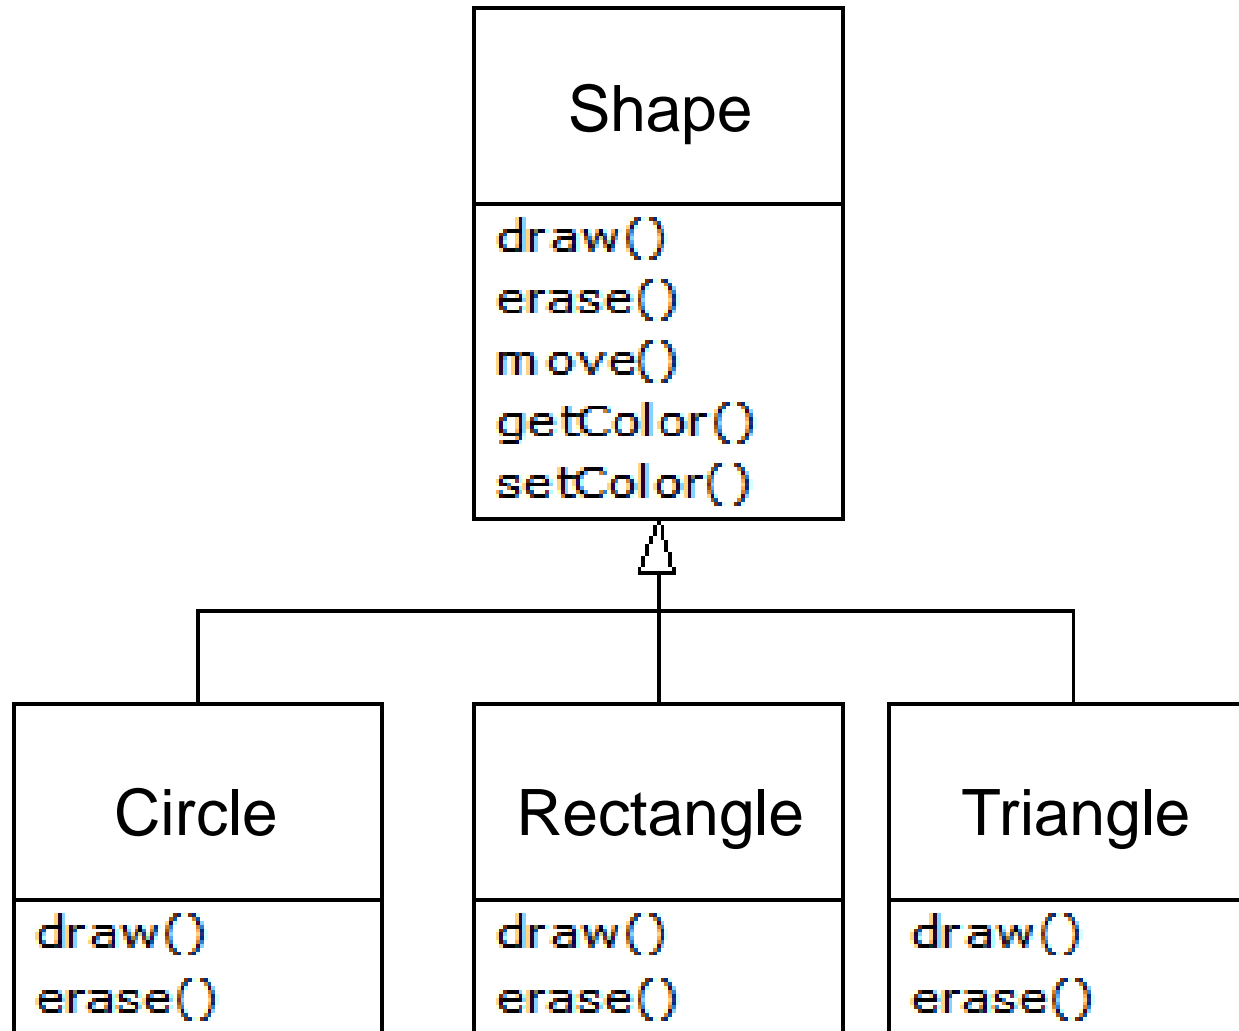 Shape
draw()
erase()
move()
getColor()
setColor()
Circle
draw()
erase()
Rectangle
draw()
erase()
Triangle
draw()
erase()